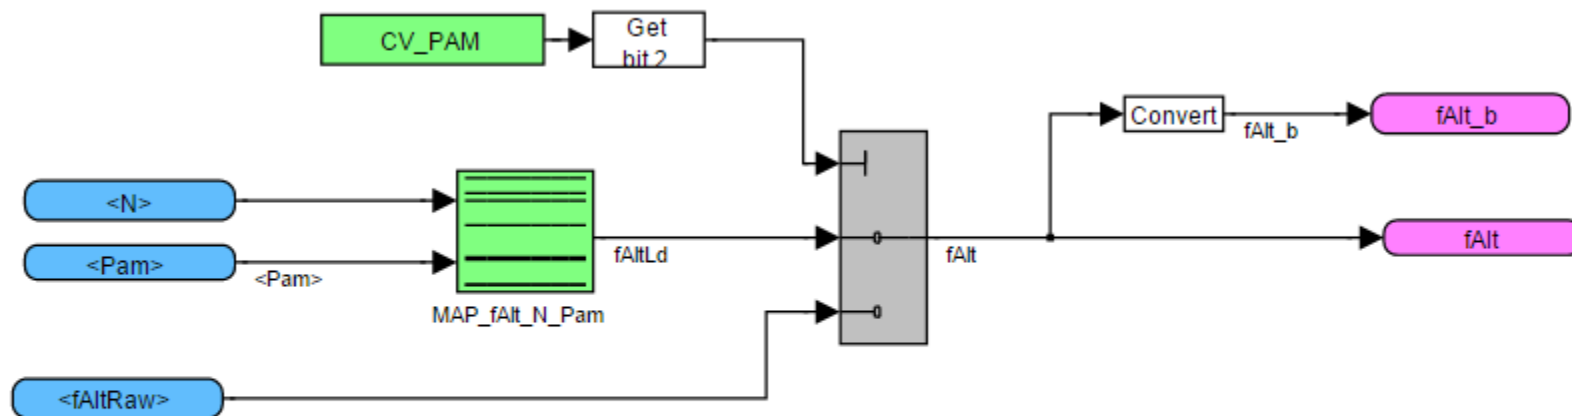 CV_PAM
Get
bit 2
Convert
fAlt_b
fAlt_b
<N>
<Pam>
<Pam>
MAP_fAlt_N_Pam
fAltLd
fAlt
fAlt
<fAltRaw>